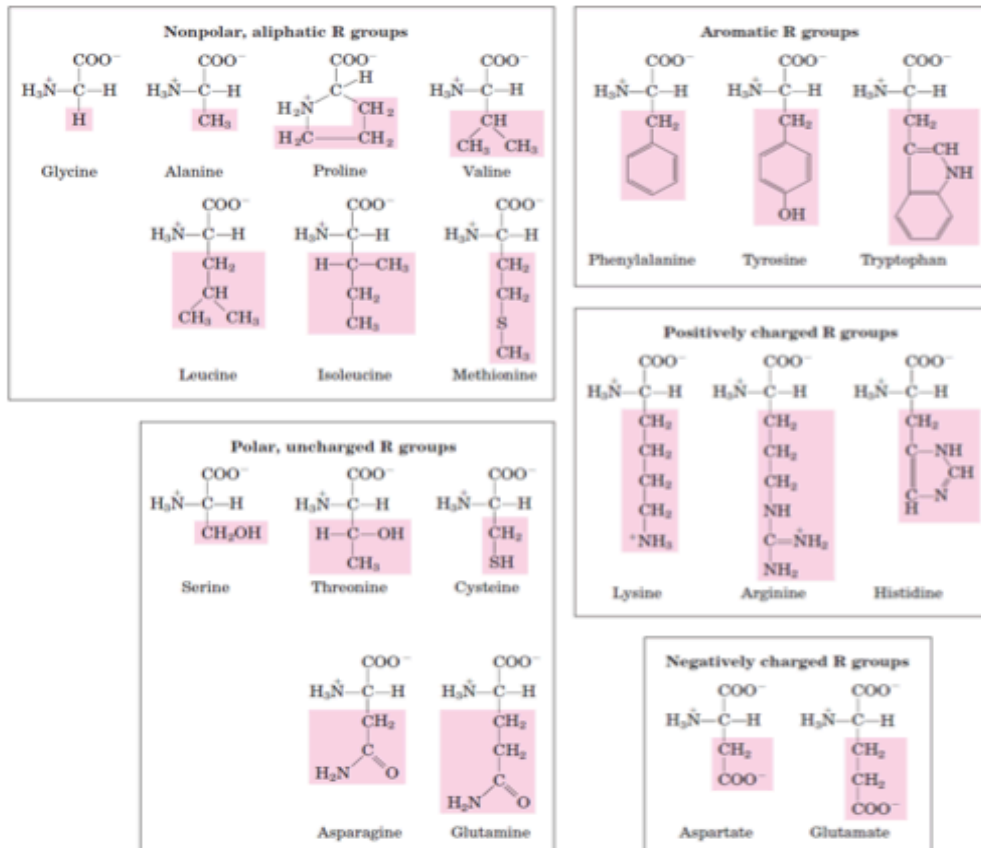 Nonpolar, aliphatic R groups
COO⁻ COO⁻ COO⁻ COO⁻
H₃N⁺—C—H H₃N⁺—C—H H₂N⁺ C H H₃N⁺—C—H
H CH₃ H₂C—CH₂ CH₂ CH
CH₃ CH₃
Glycine Alanine Proline Valine
COO⁻ COO⁻ COO⁻
H₃N⁺—C—H H₃N⁺—C—H H₃N⁺—C—H
CH₂ H—C—CH₃ CH₂
CH CH₂ CH₂
CH₃ CH₃ CH₃ S
CH₃
Leucine Isoleucine Methionine
Aromatic R groups
COO⁻ COO⁻ COO⁻
H₃N⁺—C—H H₃N⁺—C—H H₃N⁺—C—H
CH₂ CH₂ CH₂
C=CH
NH
OH
Phenylalanine Tyrosine Tryptophan
Positively charged R groups
COO⁻ COO⁻ COO⁻
H₃N⁺—C—H H₃N⁺—C—H H₃N⁺—C—H
CH₂ CH₂ CH₂
CH₂ CH₂ C—NH
CH₂ CH₂ CH
CH₂ NH C—N
⁺NH₃ C=N⁺H₂ H
NH₂
Lysine Arginine Histidine
Polar, uncharged R groups
COO⁻ COO⁻ COO⁻
H₃N⁺—C—H H₃N⁺—C—H H₃N⁺—C—H
CH₂OH H—C—OH CH₂
CH₃ SH
Serine Threonine Cysteine
COO⁻ COO⁻
H₃N⁺—C—H H₃N⁺—C—H
CH₂ CH₂
C CH₂
H₂N O C
H₂N O
Asparagine Glutamine
Negatively charged R groups
COO⁻ COO⁻
H₃N⁺—C—H H₃N⁺—C—H
CH₂ CH₂
COO⁻ CH₂
COO⁻
Aspartate Glutamate